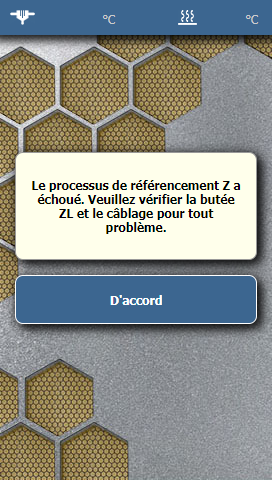 °C °C
Le processus de référencement Z a
échoué. Veuillez vérifier la butée
ZL et le câblage pour tout
problème.
D'accord